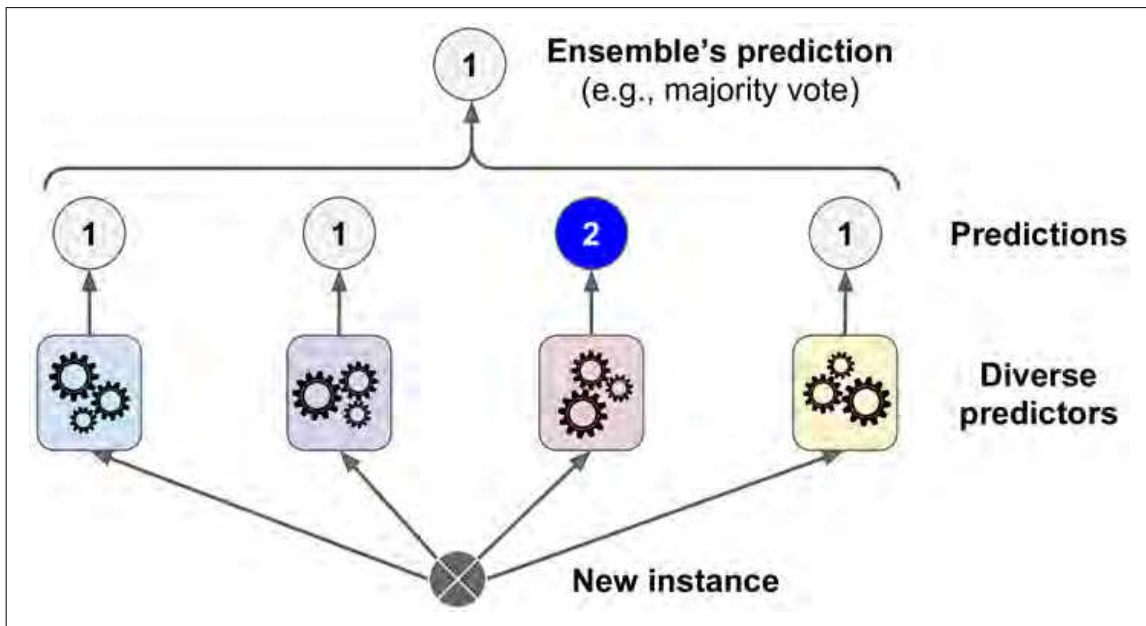 1
Ensemble's prediction
(e.g., majority vote)
1
1
2
1
Predictions
Diverse
predictors
New instance